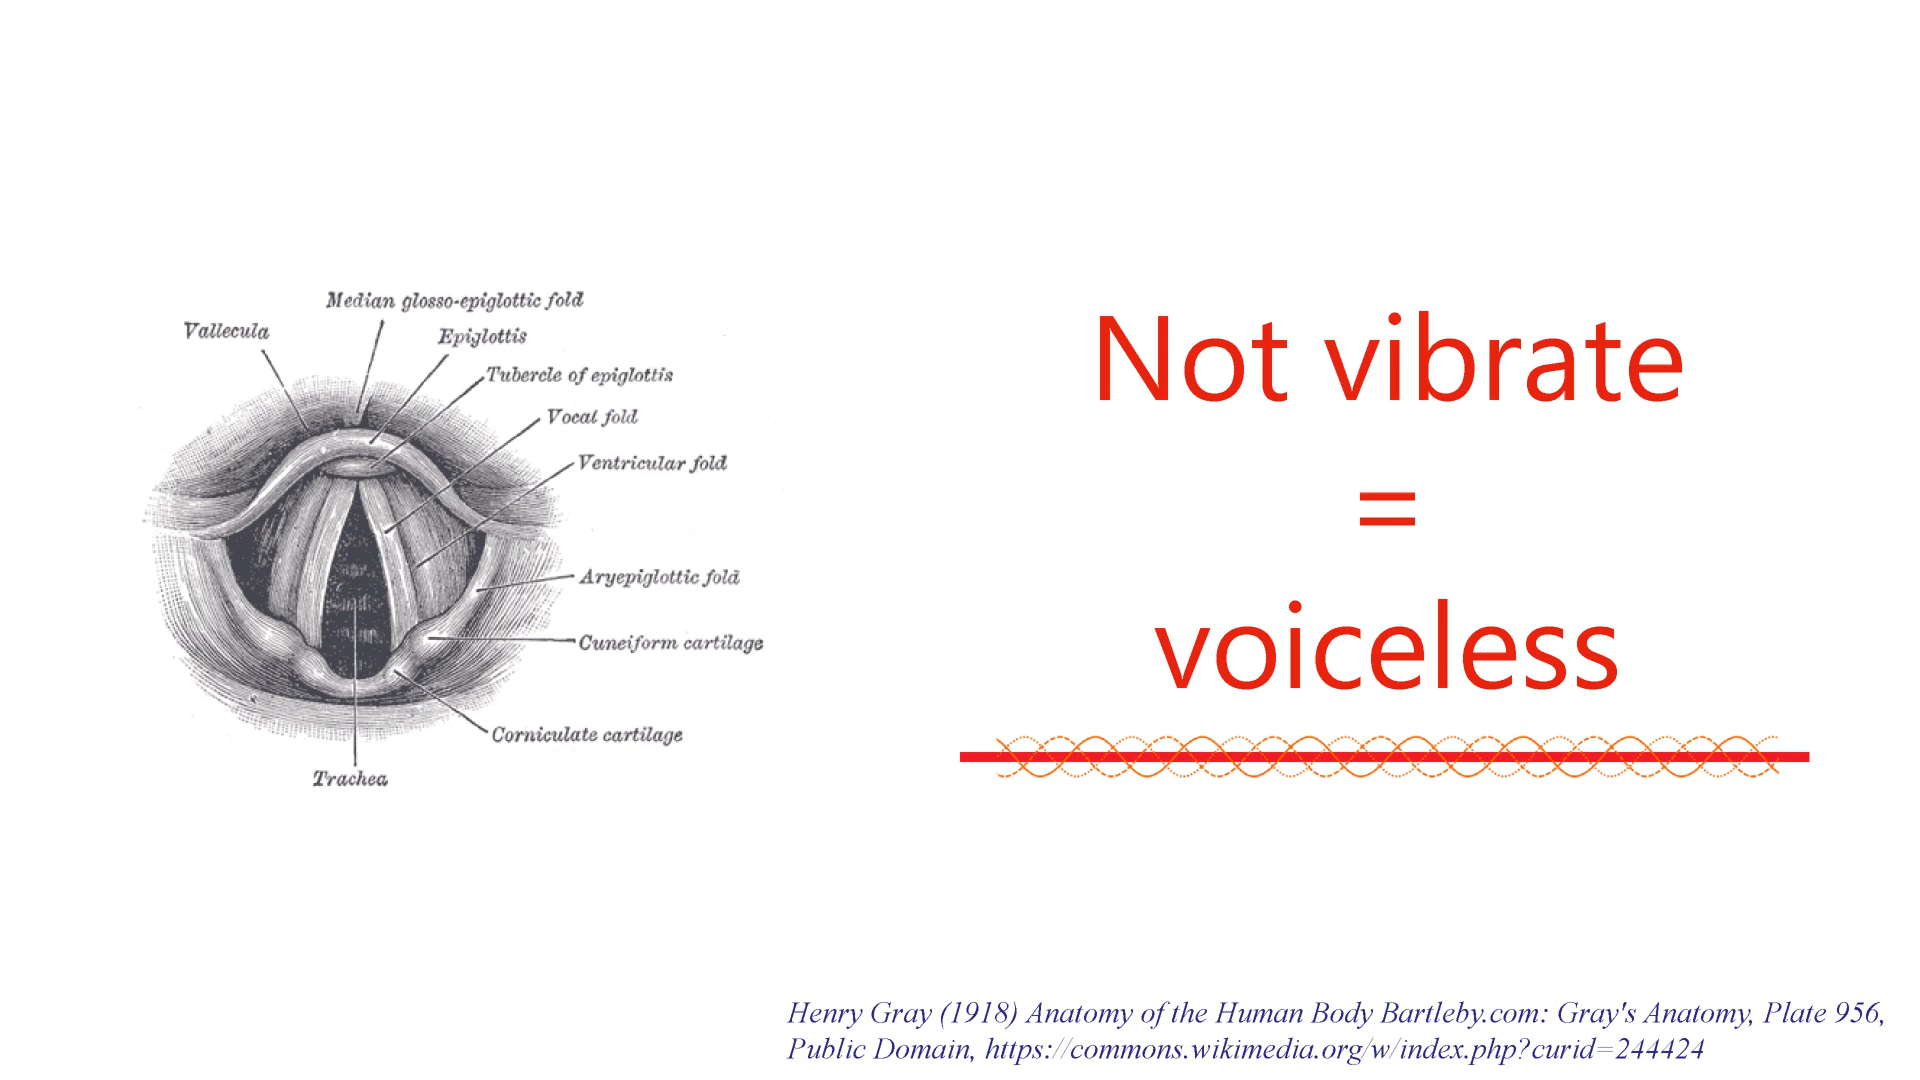 Median glosso-epiglottic fold
Vallecula
Epiglottis
Tubercle of epiglottis
Vocal fold
Ventricular fold
Aryepiglottic fold
Cuneiform cartilage
Corniculate cartilage
Trachea
Not vibrate
=
voiceless
Henry Gray (1918) Anatomy of the Human Body Bartleby.com: Gray's Anatomy, Plate 956,
Public Domain, https://commons.wikimedia.org/w/index.php?curid=244424